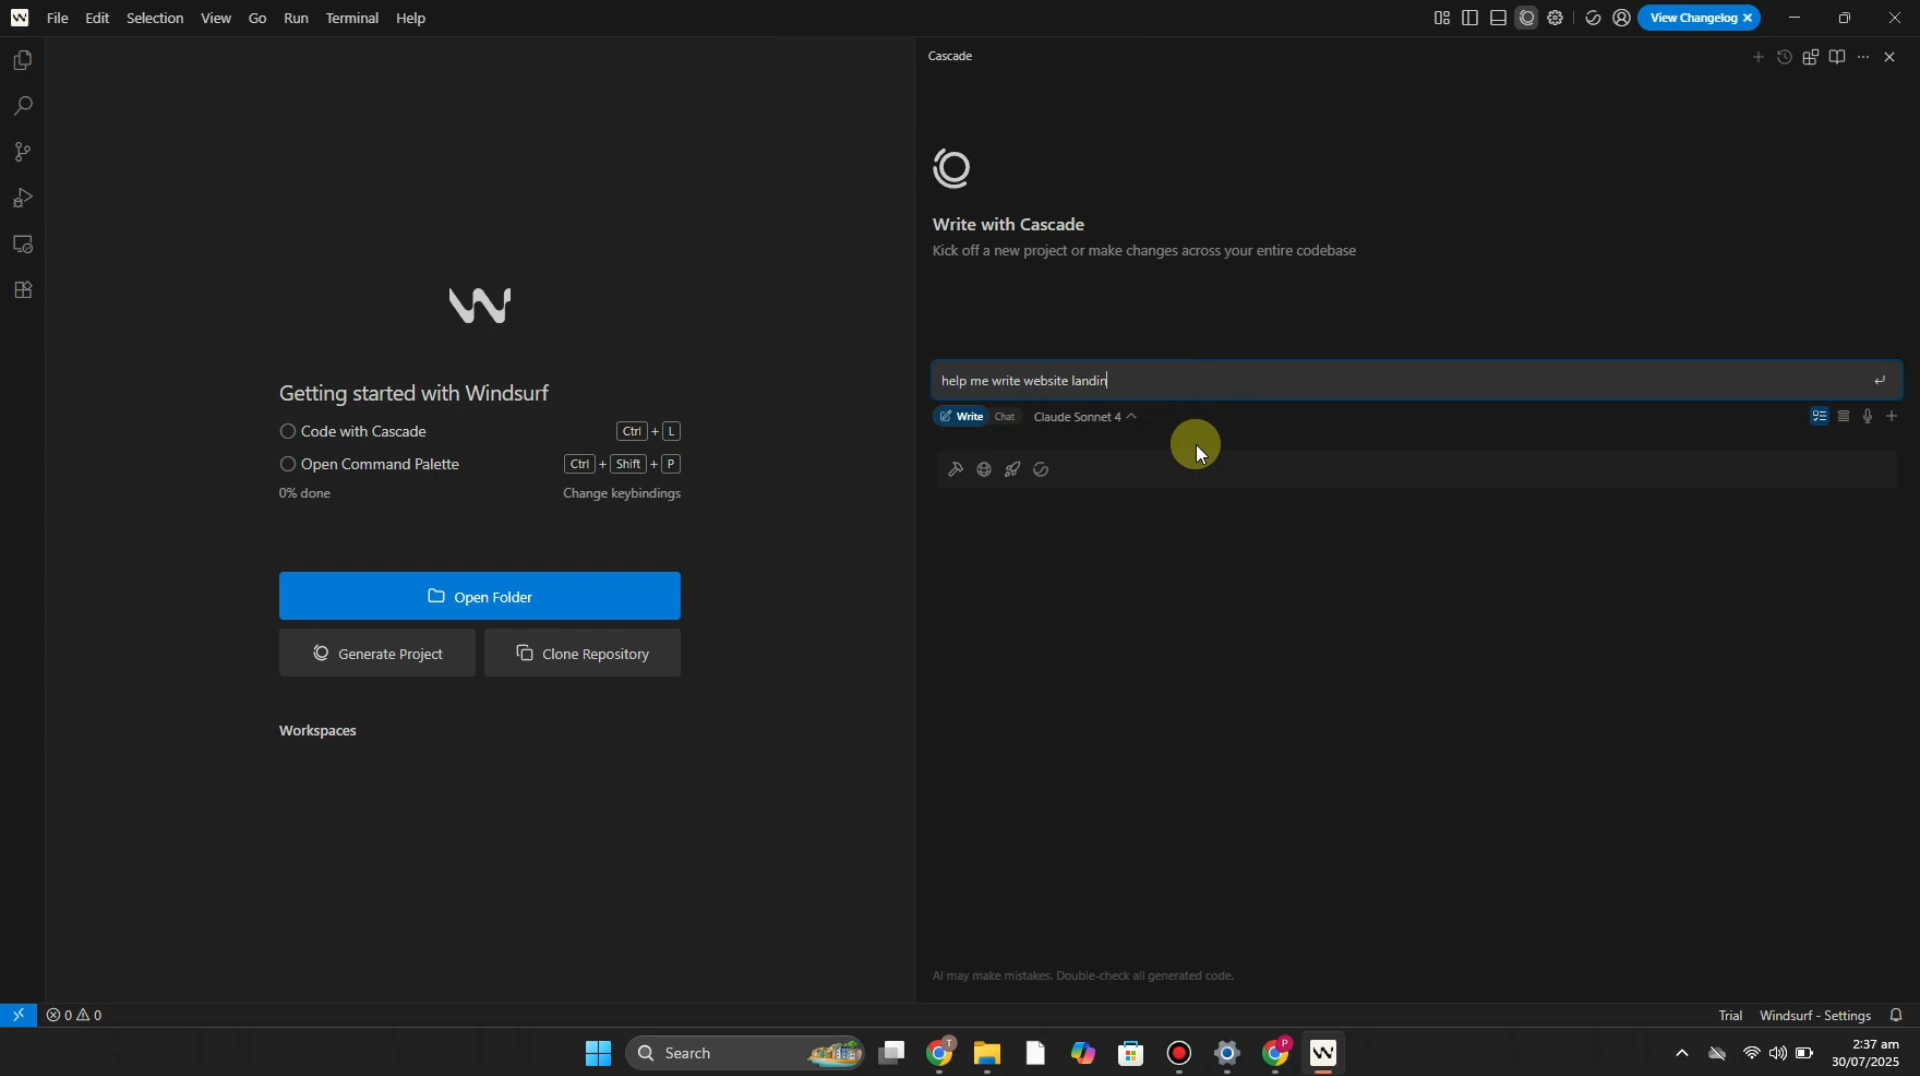 File Edit Selection View Go Run Terminal Help
View Changelog
Cascade
Write with Cascade
Kick off a new project or make changes across your entire codebase
help me write website landin
Write Chat Claude Sonnet 4
Getting started with Windsurf
Code with Cascade Ctrl + L
Open Command Palette Ctrl + Shift + P
0% done Change keybindings
Open Folder
Generate Project Clone Repository
Workspaces
AI may make mistakes. Double-check all generated code.
0 0 Trial Windsurf - Settings
Search
2:37 am
30/07/2025